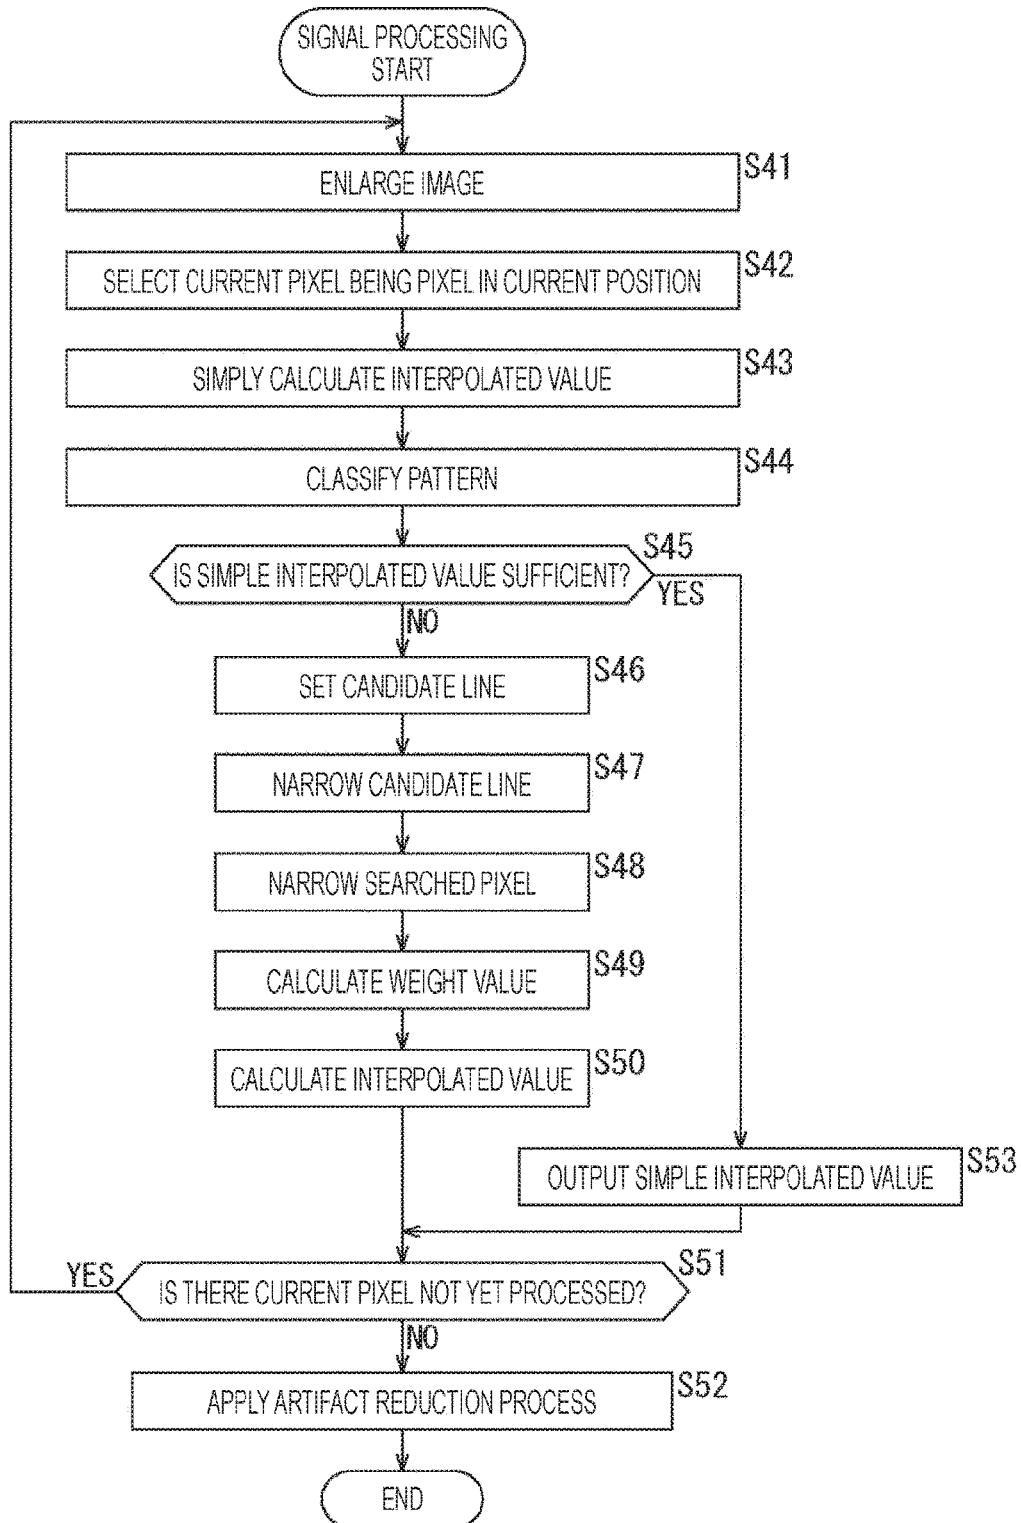 SIGNAL PROCESSING
START
S41
ENLARGE IMAGE
S42
SELECT CURRENT PIXEL BEING PIXEL IN CURRENT POSITION
S43
SIMPLY CALCULATE INTERPOLATED VALUE
S44
CLASSIFY PATTERN
S45
IS SIMPLE INTERPOLATED VALUE SUFFICIENT?
YES
NO
S46
SET CANDIDATE LINE
S47
NARROW CANDIDATE LINE
S48
NARROW SEARCHED PIXEL
S49
CALCULATE WEIGHT VALUE
S50
CALCULATE INTERPOLATED VALUE
S53
OUTPUT SIMPLE INTERPOLATED VALUE
S51
YES
IS THERE CURRENT PIXEL NOT YET PROCESSED?
NO
S52
APPLY ARTIFACT REDUCTION PROCESS
END